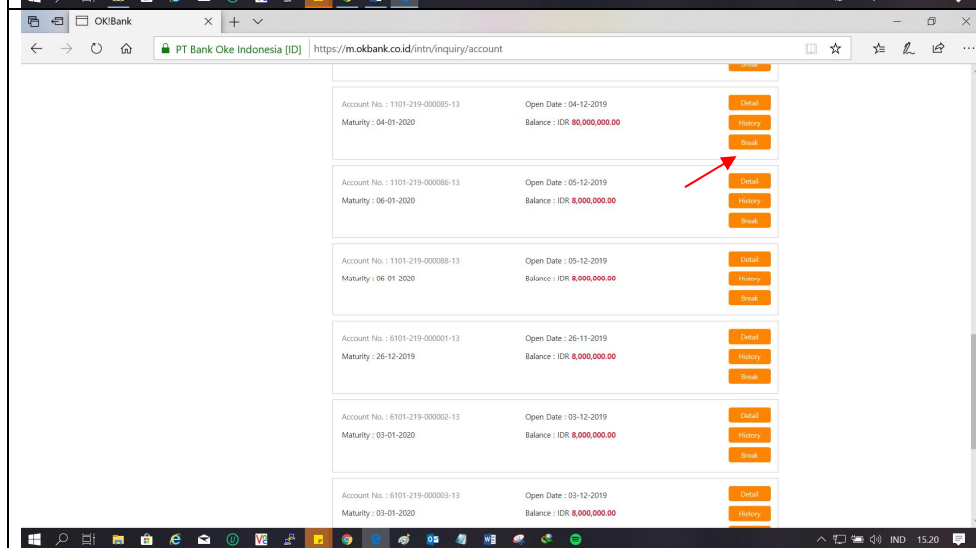 OK!Bank
PT Bank Oke Indonesia [ID] https://m.okbank.co.id/intn/inquiry/account
Break
Account No. : 1101-219-000085-13 Open Date : 04-12-2019 Detail
Maturity : 04-01-2020 Balance : IDR 80,000,000.00 History
Break
Account No. : 1101-219-000086-13 Open Date : 05-12-2019 Detail
Maturity : 06-01-2020 Balance : IDR 8,000,000.00 History
Break
Account No. : 1101-219-000088-13 Open Date : 05-12-2019 Detail
Maturity : 06-01-2020 Balance : IDR 8,000,000.00 History
Break
Account No. : 6101-219-000001-13 Open Date : 26-11-2019 Detail
Maturity : 26-12-2019 Balance : IDR 8,000,000.00 History
Break
Account No. : 6101-219-000002-13 Open Date : 03-12-2019 Detail
Maturity : 03-01-2020 Balance : IDR 8,000,000.00 History
Break
Account No. : 6101-219-000003-13 Open Date : 03-12-2019 Detail
Maturity : 03-01-2020 Balance : IDR 8,000,000.00 History
IND 15.20